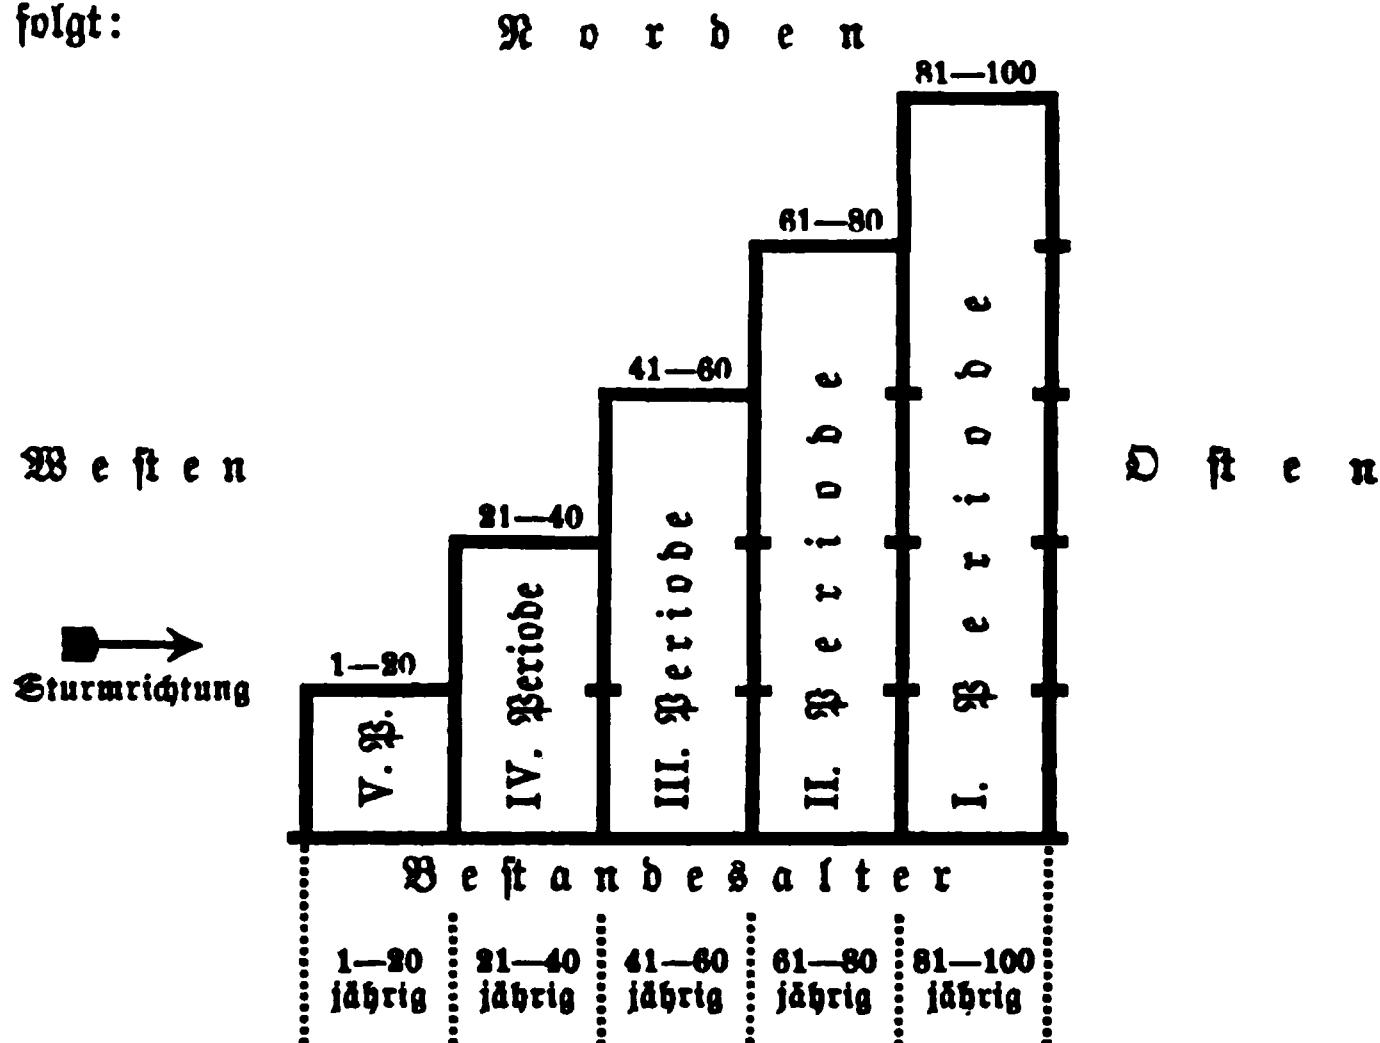 folgt:
Norden
81—100
61—80
41—60
Westen
Osten
21—40
Sturmrichtung
1—20
V. P.
IV. Periode
III. Periode
II. Periode
I. Periode
Bestandesalter
1—20 21—40 41—60 61—80 81—100
jährig jährig jährig jährig jährig